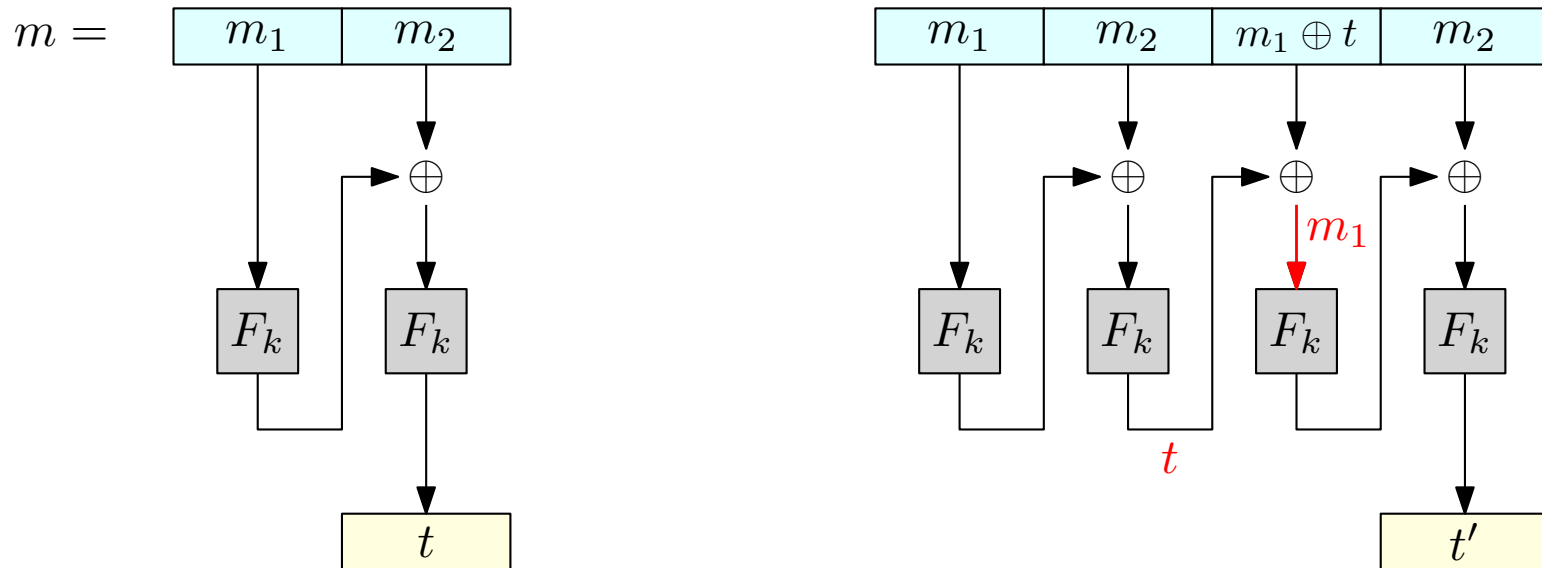 m = m₁ m₂ m₁ m₂ m₁ ⊕ t m₂
m₁
Fₖ Fₖ Fₖ Fₖ Fₖ Fₖ
t
t t′